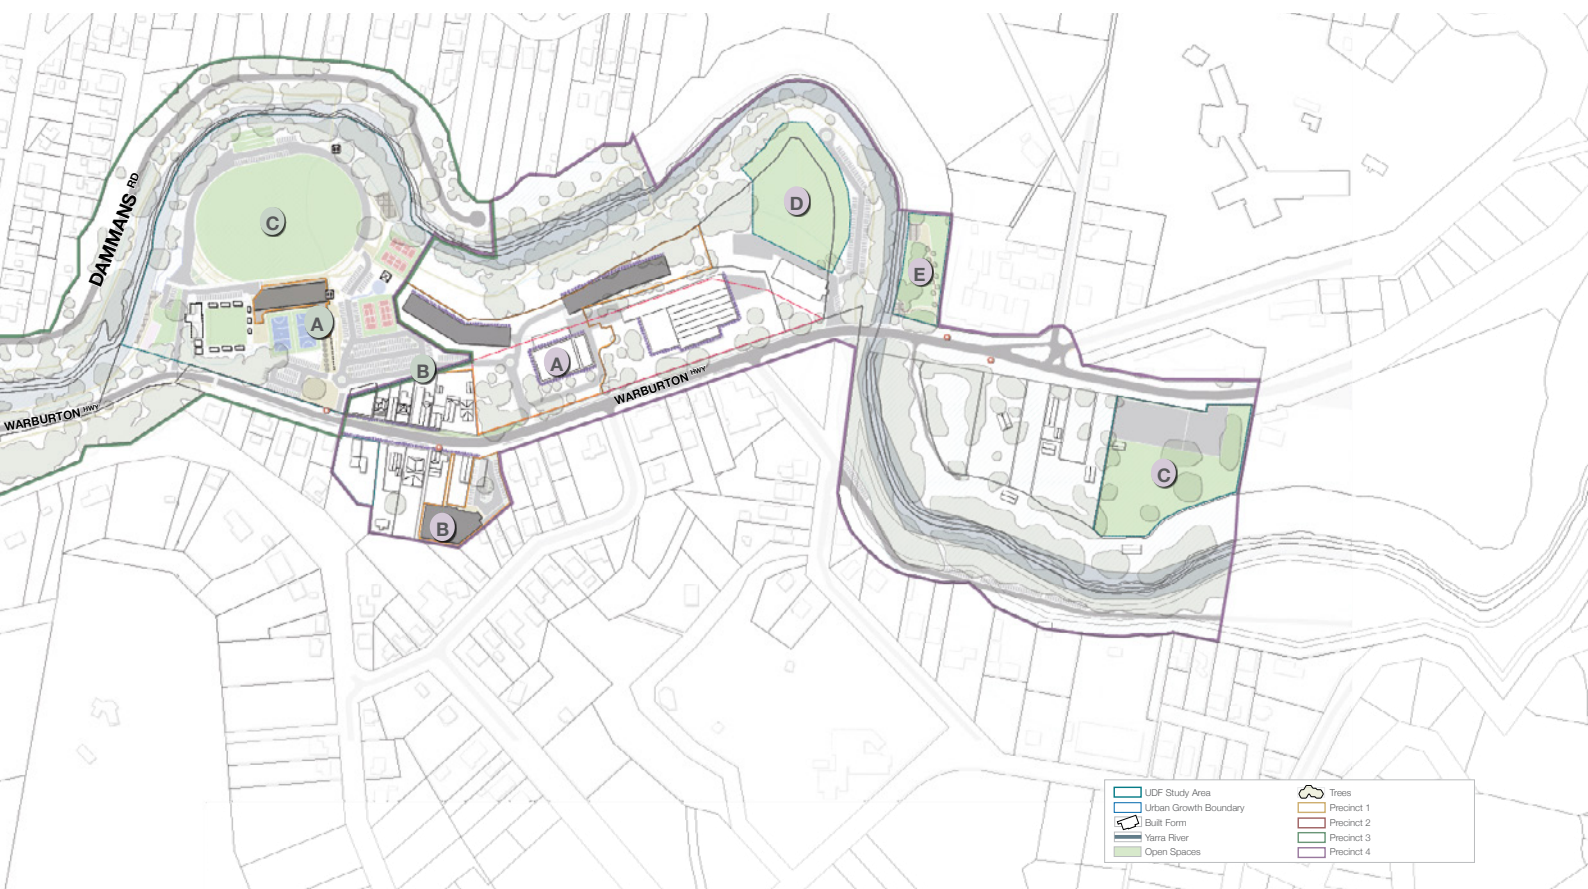 DAMMANS RD
C
D
E
A
A
B
WARBURTON HWY
WARBURTON HWY
C
B
UDF Study Area
Urban Growth Boundary
Built Form
Yarra River
Open Spaces
Trees
Precinct 1
Precinct 2
Precinct 3
Precinct 4